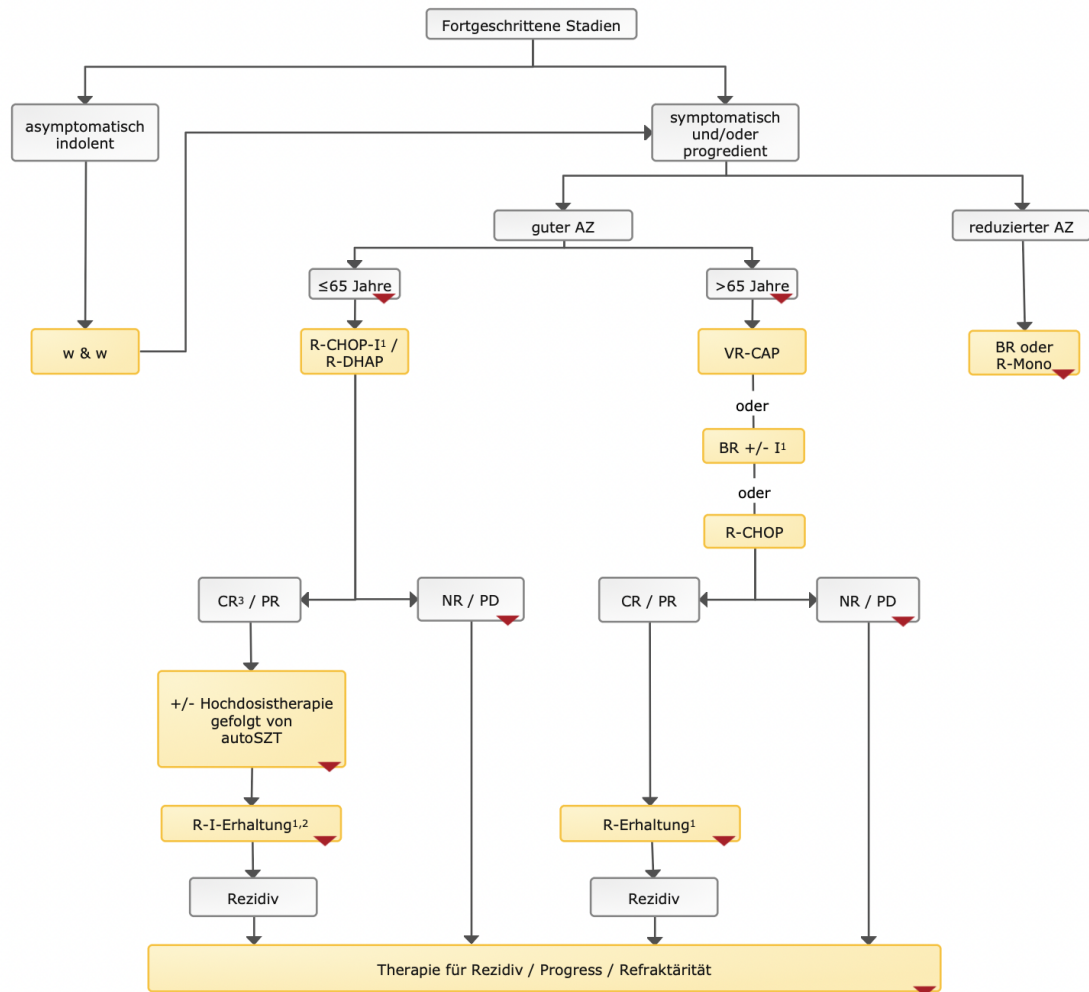 Fortgeschrittene Stadien
asymptomatisch
indolent
symptomatisch
und/oder
progredient
guter AZ
reduzierter AZ
≤65 Jahre
>65 Jahre
w & w
R-CHOP-I¹ /
R-DHAP
VR-CAP
BR oder
R-Mono
oder
BR +/- I¹
oder
R-CHOP
CR³ / PR
NR / PD
CR / PR
NR / PD
+/- Hochdosistherapie
gefolgt von
autoSZT
R-I-Erhaltung¹,²
R-Erhaltung¹
Rezidiv
Rezidiv
Therapie für Rezidiv / Progress / Refraktärität